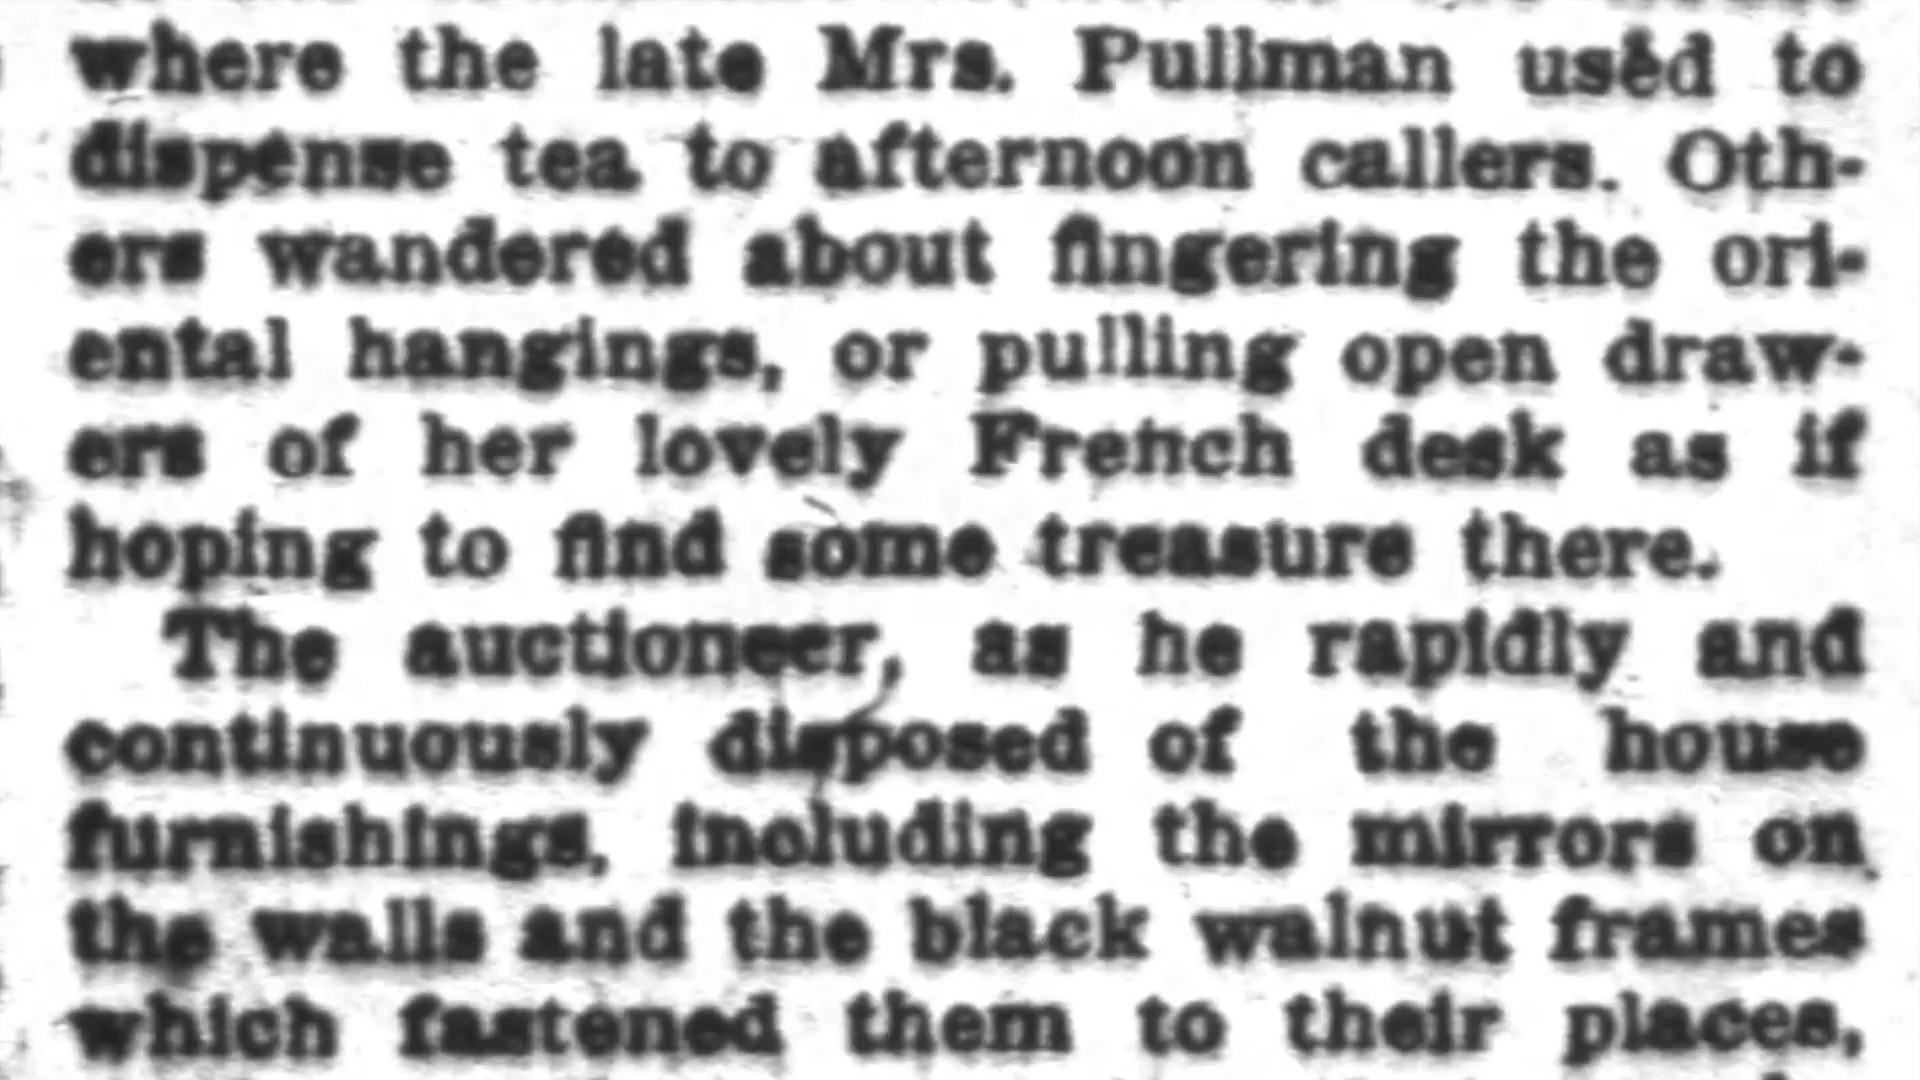 where the late Mrs. Pullman used to
dispense tea to afternoon callers. Oth-
ers wandered about fingering the ori-
ental hangings, or pulling open draw-
ers of her lovely French desk as if
hoping to find some treasure there.
The auctioneer, as he rapidly and
continuously disposed of the house
furnishings, including the mirrors on
the walls and the black walnut frames
which fastened them to their places,